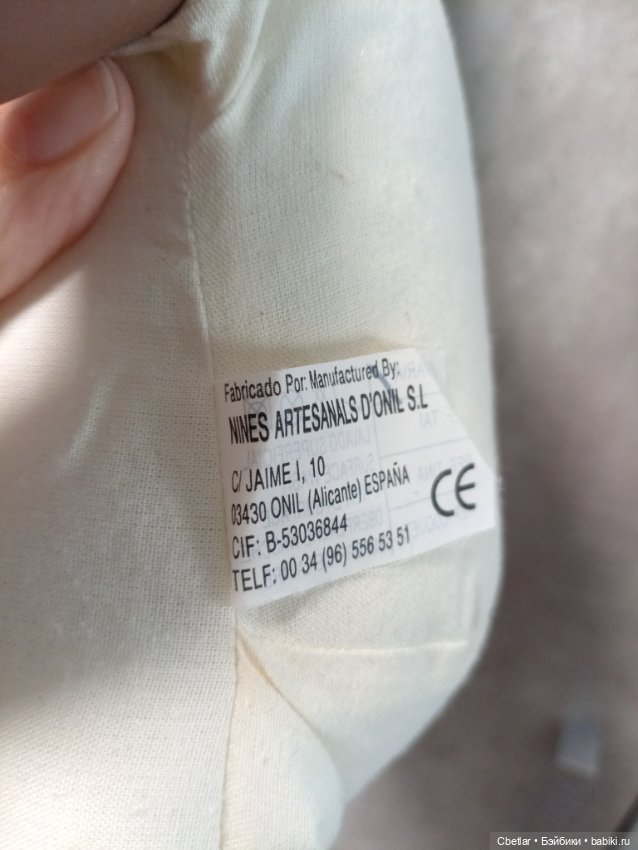 Fabricado Por: Manufactured By:
NINES ARTESANALS D'ONIL S.L
C/ JAIME I, 10
03430 ONIL (Alicante) ESPAÑA
CIF: B-53036844
TELF: 00 34 (96) 556 53 51
CE
Cbetlar • Бэйбики • babiki.ru